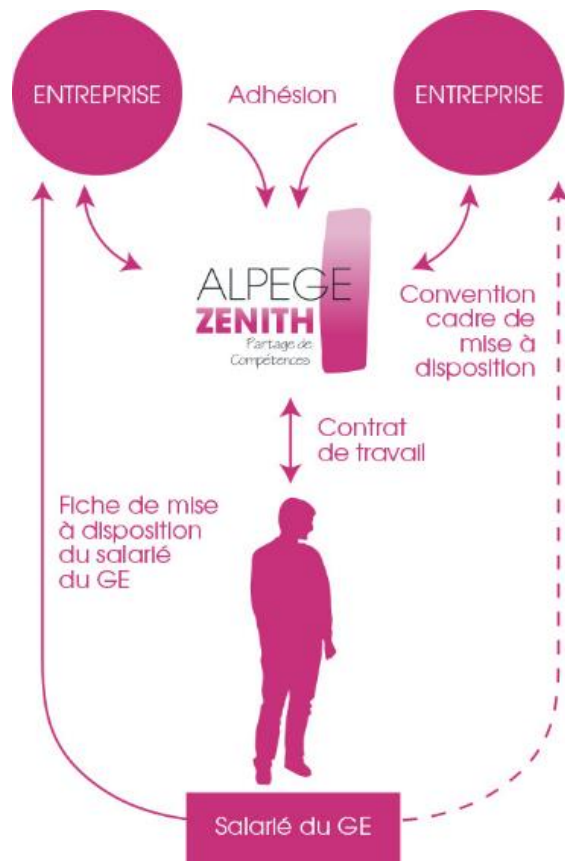 ENTREPRISE
Adhésion
ENTREPRISE
ALPEGE
ZENITH
Partage de
Compétences
Convention
cadre de
mise à
disposition
Contrat
de travail
Fiche de mise
à disposition
du salarié
du GE
Salarié du GE